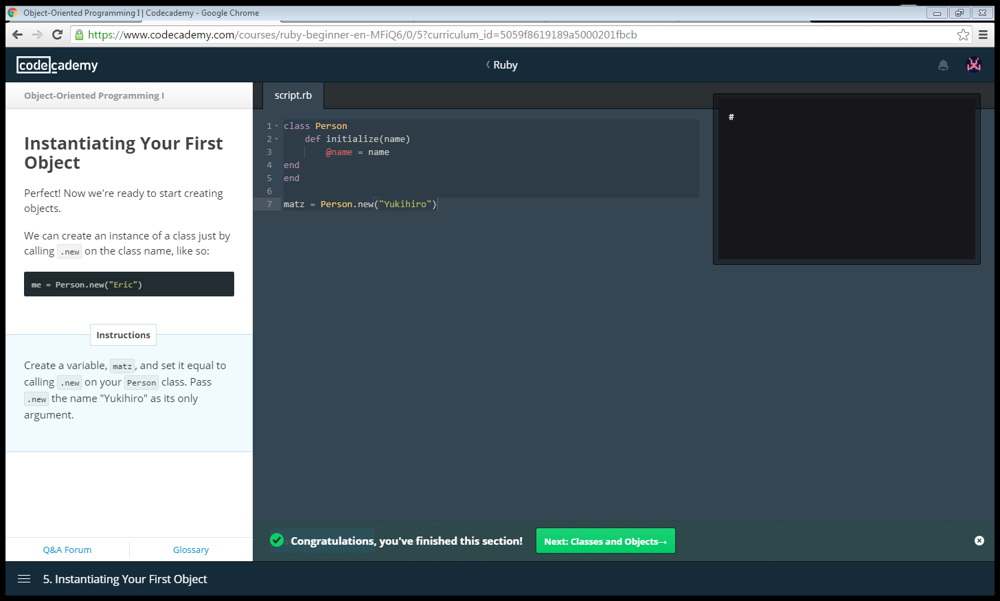 Object-Oriented Programming I | Codecademy - Google Chrome
https://www.codecademy.com/courses/ruby-beginner-en-MFiQ6/0/5?curriculum_id=5059f8619189a5000201fbcb
codecademy
Ruby
Object-Oriented Programming I
script.rb
Instantiating Your First
Object
Perfect! Now we're ready to start creating
objects.
We can create an instance of a class just by
calling .new on the class name, like so:
me = Person.new("Eric")
Instructions
Create a variable, matz, and set it equal to
calling .new on your Person class. Pass
.new the name "Yukihiro" as its only
argument.
Q&A Forum
Glossary
1 class Person
2     def initialize(name)
3         @name = name
4 end
5 end
6
7 matz = Person.new("Yukihiro")
#
Congratulations, you've finished this section!
Next: Classes and Objects→
5. Instantiating Your First Object